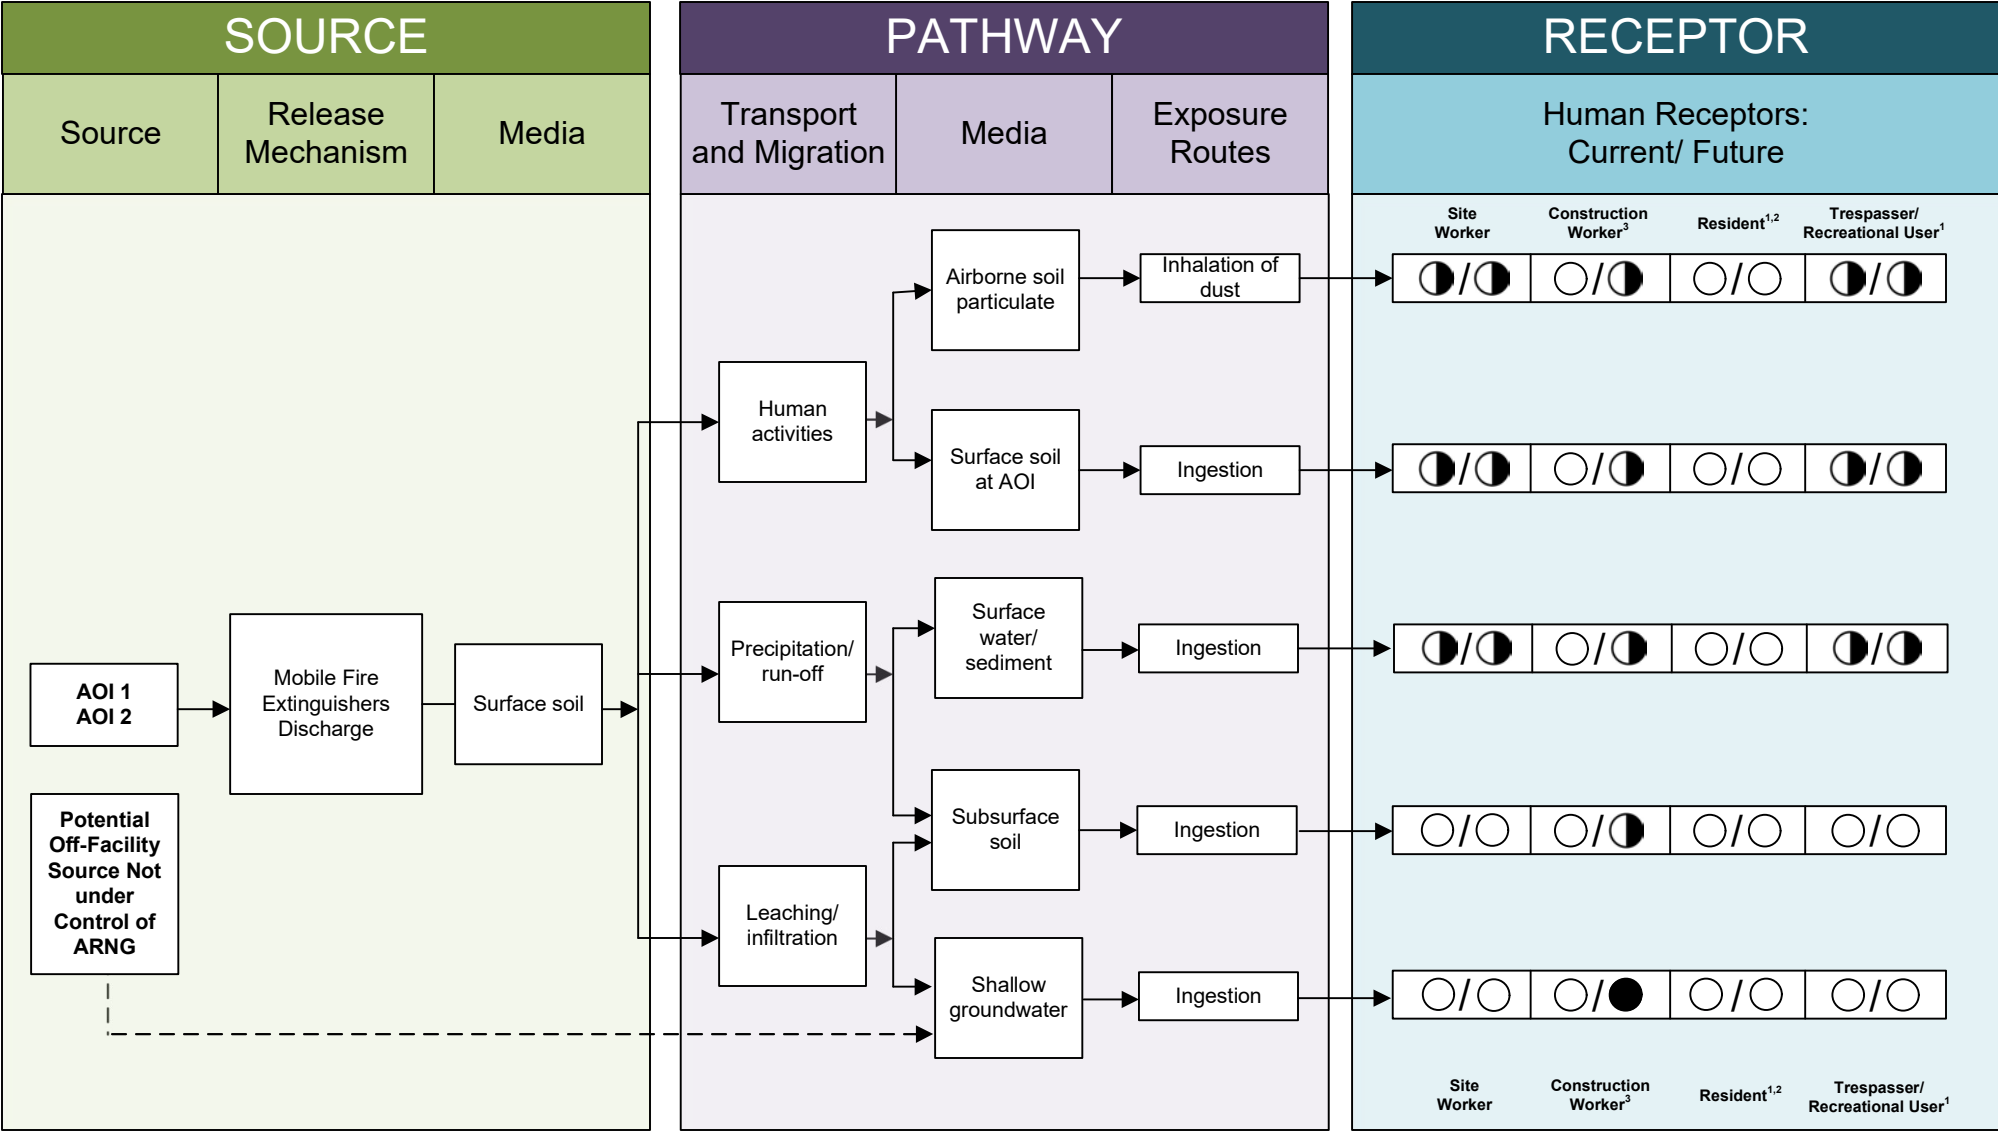 SOURCE
PATHWAY
RECEPTOR
Source
Release
Mechanism
Media
Transport
and Migration
Media
Exposure
Routes
Human Receptors:
Current/ Future
Site
Worker
Construction
Worker³
Resident¹,²
Trespasser/
Recreational User¹
Airborne soil
particulate
Inhalation of
dust
/
/
/
/
Human
activities
Surface soil
at AOI
Ingestion
/
/
/
/
Precipitation/
run-off
Surface
water/
sediment
Ingestion
/
/
/
/
AOI 1
AOI 2
Mobile Fire
Extinguishers
Discharge
Surface soil
Potential
Off-Facility
Source Not
under
Control of
ARNG
Subsurface
soil
Ingestion
/
/
/
/
Leaching/
infiltration
Shallow
groundwater
Ingestion
/
/
/
/
Site
Worker
Construction
Worker³
Resident¹,²
Trespasser/
Recreational User¹